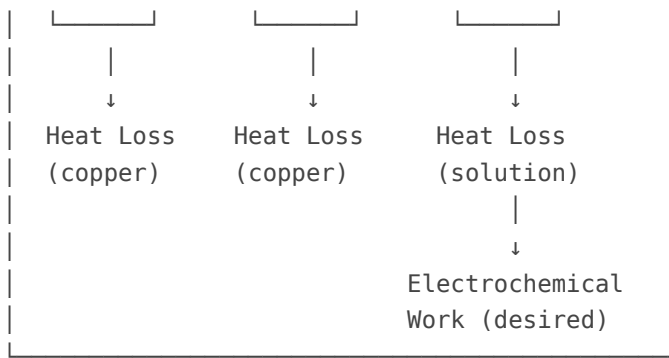 Heat Loss Heat Loss Heat Loss
(copper) (copper) (solution)
Electrochemical
Work (desired)